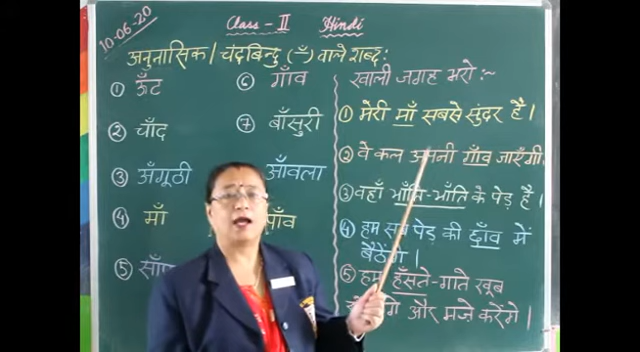 10-06-20
Class - II Hindi
अनुनासिक / चंद्रबिन्दु (ँ) वाले शब्द :
① ऊँट
② चाँद
③ अँगूठी
④ माँ
⑤
⑥ गाँव
⑦ बाँसुरी
आँवला
पाँव
खाली जगह भरो :~
① मेरी माँ सबसे सुंदर है।
② वे कल गाँव जाएँगी
③ वहाँ भाँति-भाँति के पेड़ है।
④ हम सब पेड़ की छाँव में
बैठेंगे।
⑤ हम हँसते-गाते खूब
और मजे़ करेंगे।